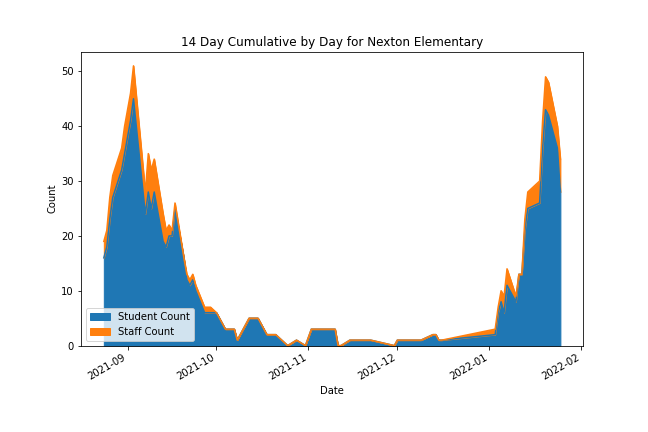 14 Day Cumulative by Day for Nexton Elementary
50
40
30
20
10
0
Count
Student Count
Staff Count
2021-09
2021-10
2021-11
2021-12
2022-01
2022-02
Date